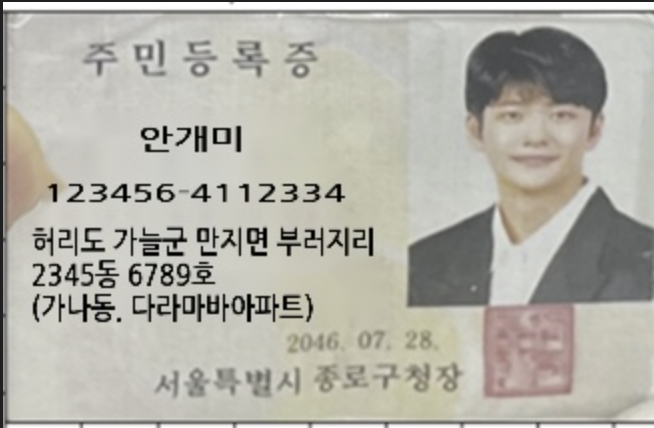 주민등록증
안개미
123456-4112334
허리도 가늘군 만지면 부러지리
2345동 6789호
(가나동, 다라마바아파트)
2046. 07. 28.
서울특별시 종로구청장